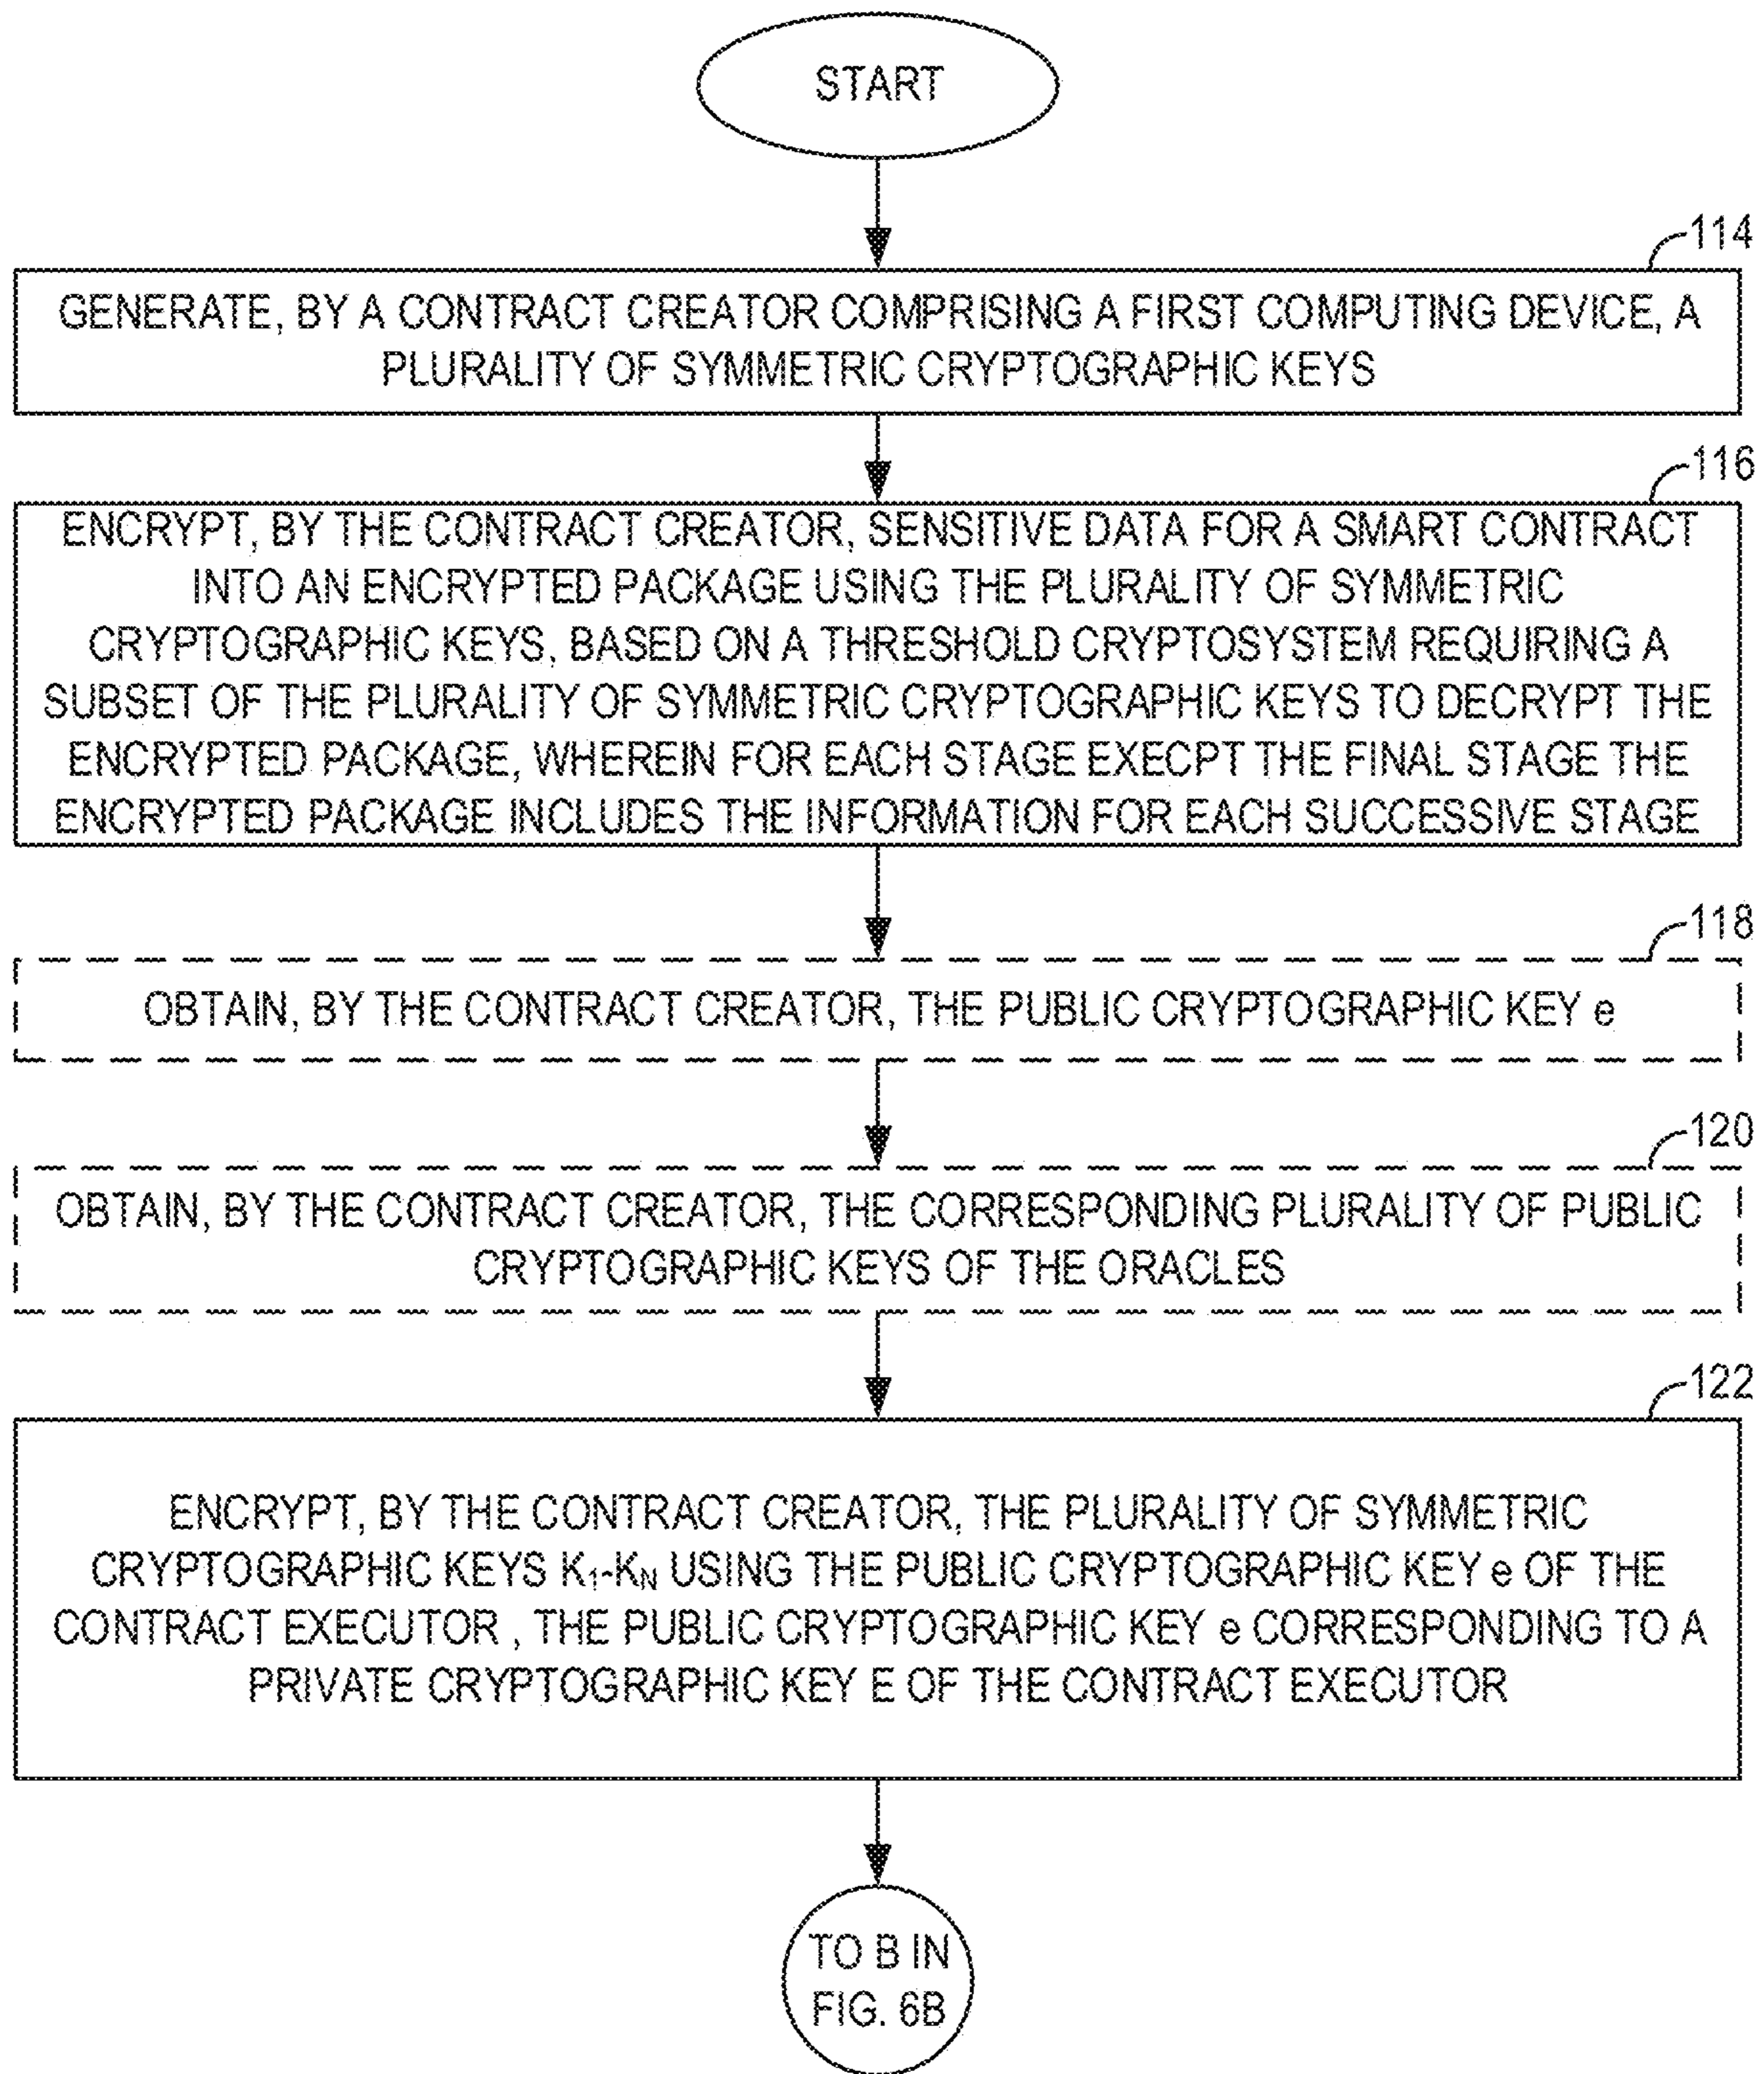 START
114
GENERATE, BY A CONTRACT CREATOR COMPRISING A FIRST COMPUTING DEVICE, A
PLURALITY OF SYMMETRIC CRYPTOGRAPHIC KEYS
116
ENCRYPT, BY THE CONTRACT CREATOR, SENSITIVE DATA FOR A SMART CONTRACT
INTO AN ENCRYPTED PACKAGE USING THE PLURALITY OF SYMMETRIC
CRYPTOGRAPHIC KEYS, BASED ON A THRESHOLD CRYPTOSYSTEM REQUIRING A
SUBSET OF THE PLURALITY OF SYMMETRIC CRYPTOGRAPHIC KEYS TO DECRYPT THE
ENCRYPTED PACKAGE, WHEREIN FOR EACH STAGE EXECPT THE FINAL STAGE THE
ENCRYPTED PACKAGE INCLUDES THE INFORMATION FOR EACH SUCCESSIVE STAGE
118
OBTAIN, BY THE CONTRACT CREATOR, THE PUBLIC CRYPTOGRAPHIC KEY e
120
OBTAIN, BY THE CONTRACT CREATOR, THE CORRESPONDING PLURALITY OF PUBLIC
CRYPTOGRAPHIC KEYS OF THE ORACLES
122
ENCRYPT, BY THE CONTRACT CREATOR, THE PLURALITY OF SYMMETRIC
CRYPTOGRAPHIC KEYS K₁-K_N USING THE PUBLIC CRYPTOGRAPHIC KEY e OF THE
CONTRACT EXECUTOR , THE PUBLIC CRYPTOGRAPHIC KEY e CORRESPONDING TO A
PRIVATE CRYPTOGRAPHIC KEY E OF THE CONTRACT EXECUTOR
TO B IN
FIG. 6B